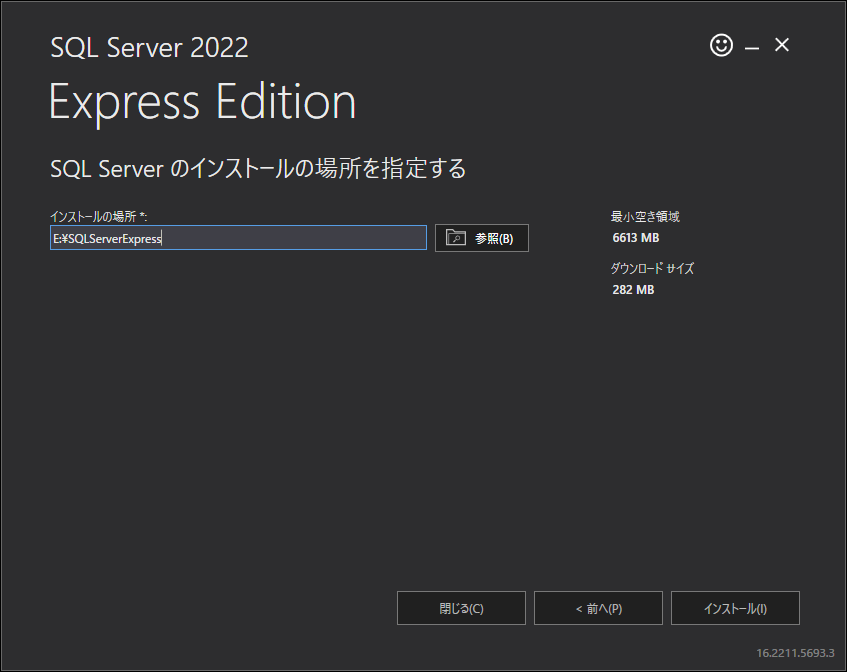 SQL Server 2022
Express Edition
SQL Server のインストールの場所を指定する
インストールの場所 *:
E:¥SQLServerExpress
参照(B)
最小空き領域
6613 MB
ダウンロード サイズ
282 MB
閉じる(C)
< 前へ(P)
インストール(I)
16.2211.5693.3